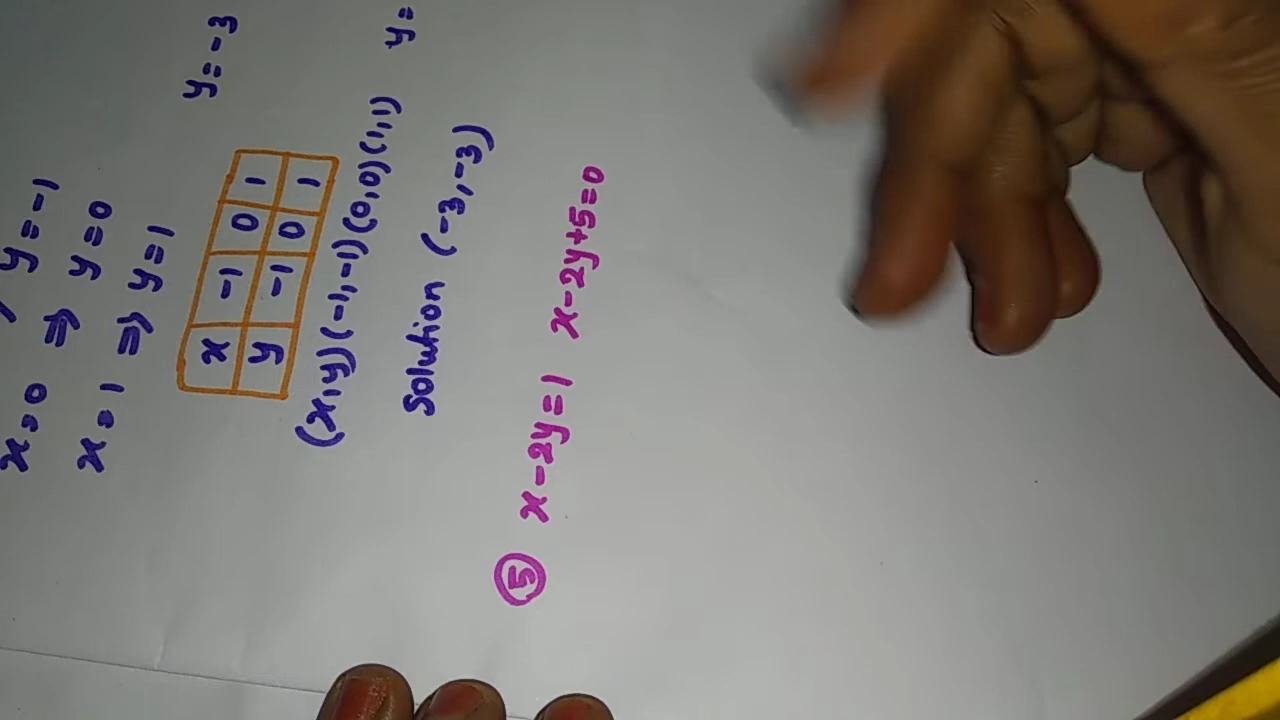 y=-1
x=0 ⇒ y=0
x=1 ⇒ y=1
y=-3
x -1 0 1
y -1 0 1
(x,y)(-1,-1)(0,0)(1,1)
y=
Solution (-3,-3)
⑤ x-2y=1 x-2y+5=0